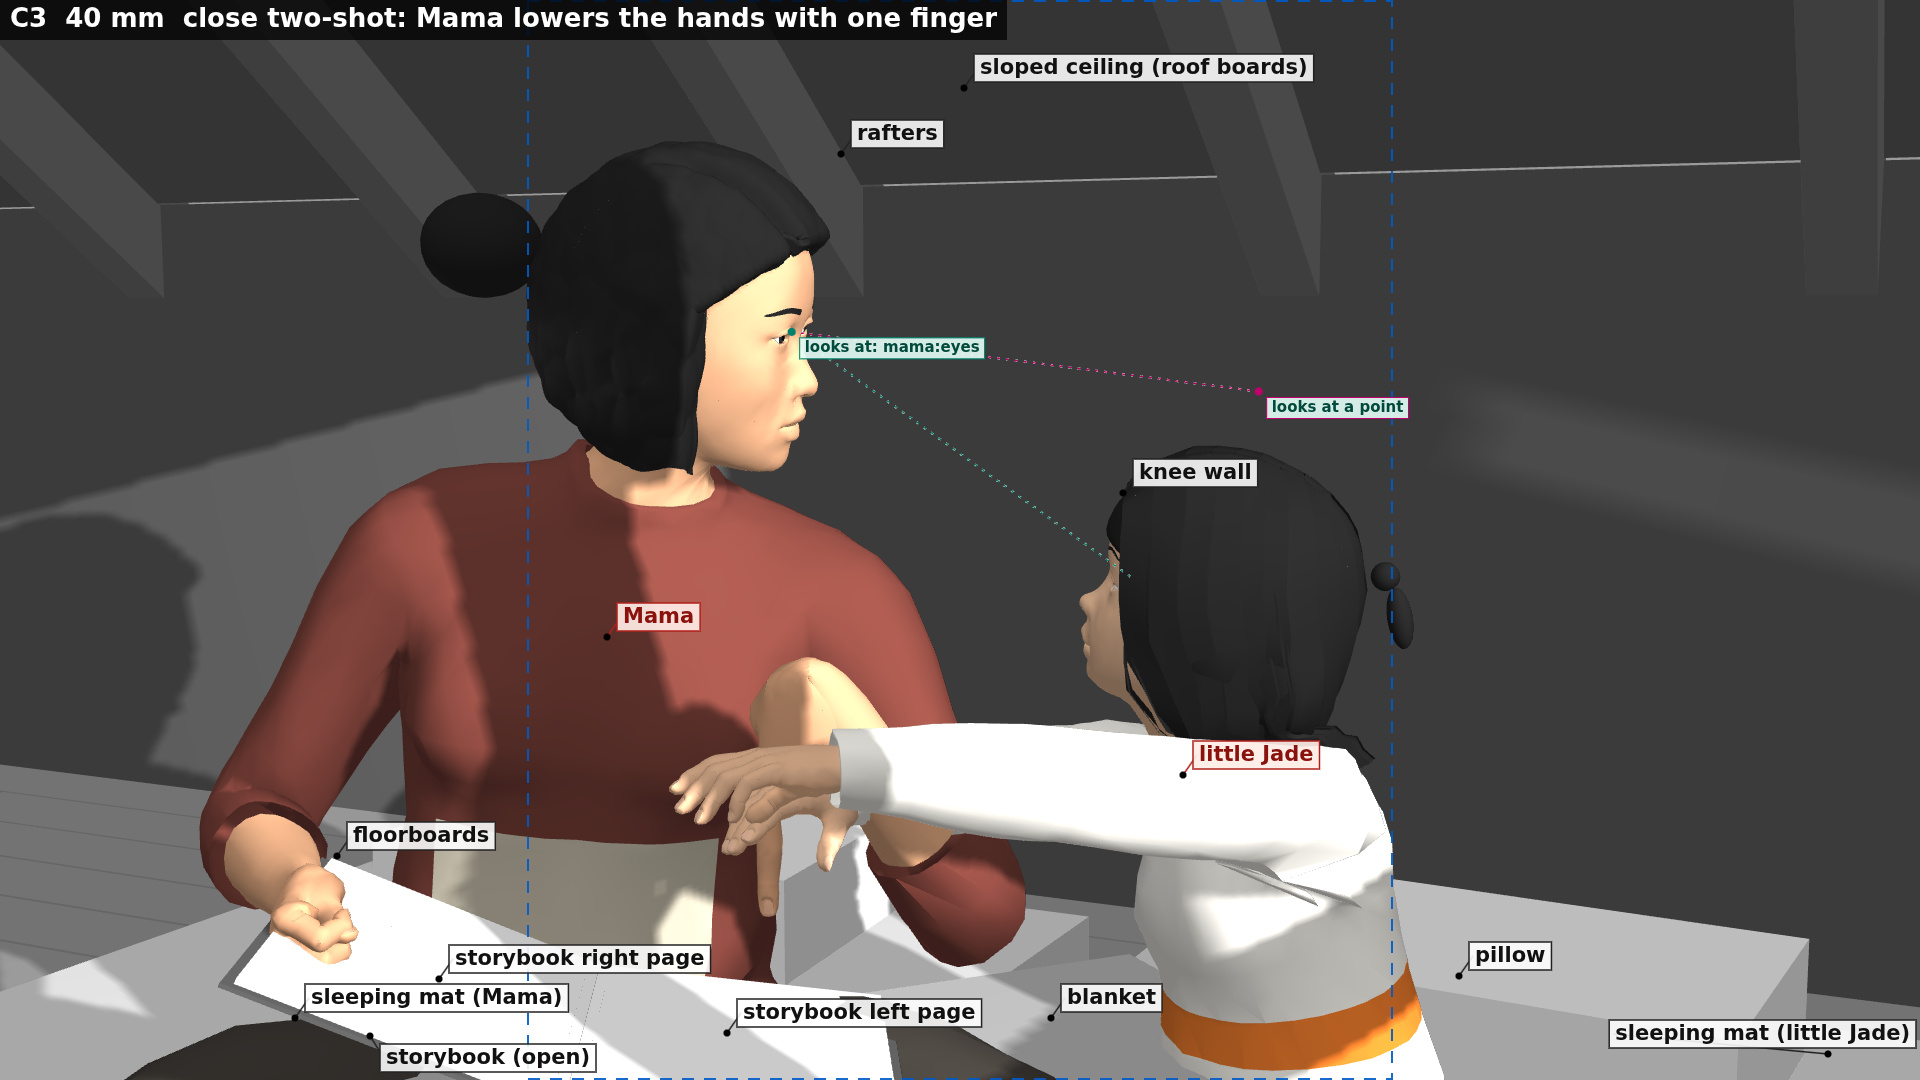 C3  40 mm  close two-shot: Mama lowers the hands with one finger
sloped ceiling (roof boards)
rafters
looks at: mama:eyes
looks at a point
knee wall
Mama
little Jade
floorboards
storybook right page
pillow
sleeping mat (Mama)
blanket
storybook left page
sleeping mat (little Jade)
storybook (open)